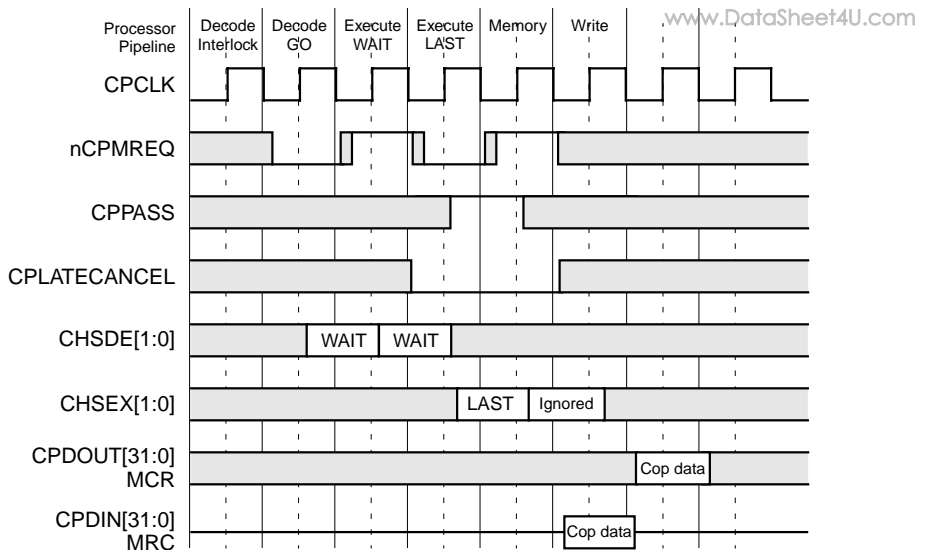 www.DataSheet4U.com
Processor Pipeline
Decode Interlock
Decode GO
Execute WAIT
Execute LAST
Memory
Write
CPCLK
nCPMREQ
CPPASS
CPLATECANCEL
CHSDE[1:0]
WAIT
WAIT
CHSEX[1:0]
LAST
Ignored
CPDOUT[31:0]
MCR
Cop data
CPDIN[31:0]
MRC
Cop data